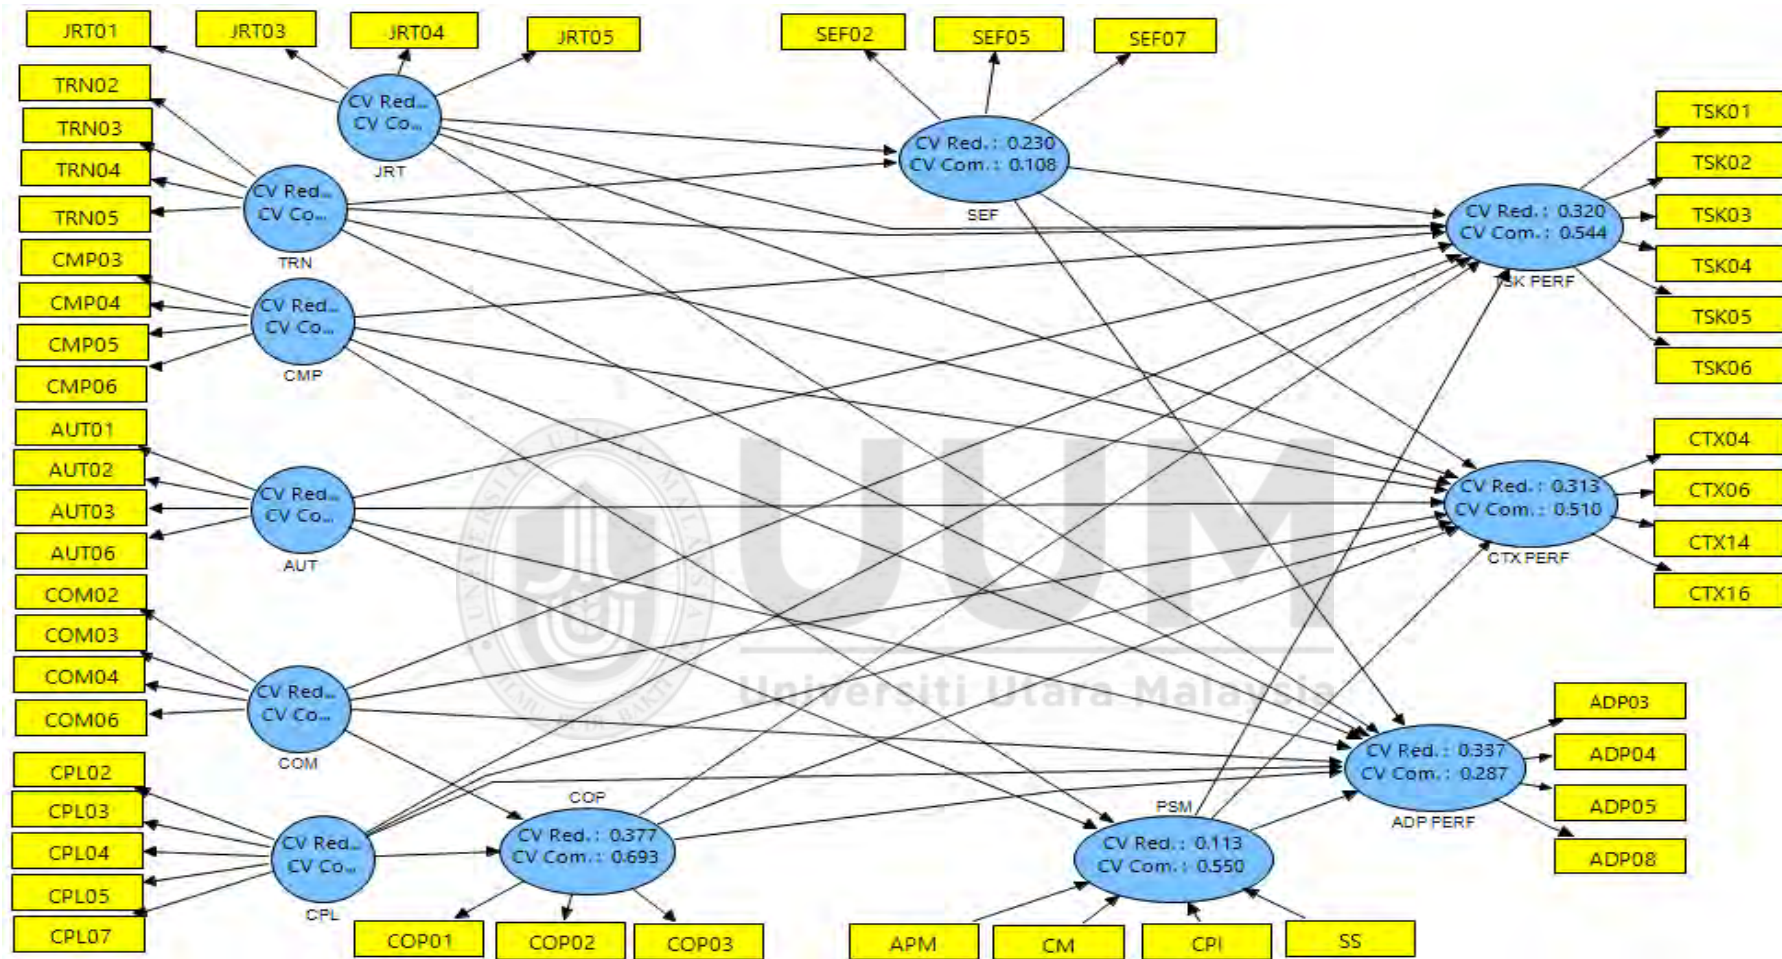 JRT01
JRT03
JRT04
JRT05
SEF02
SEF05
SEF07
TRN02
TRN03
TRN04
TRN05
CMP03
CMP04
CMP05
CMP06
AUT01
AUT02
AUT03
AUT06
COM02
COM03
COM04
COM06
CPL02
CPL03
CPL04
CPL05
CPL07
CV Red...
CV Co...
JRT
CV Red...
CV Co...
TRN
CV Red...
CV Co...
CMP
CV Red...
CV Co...
AUT
CV Red...
CV Co...
COM
CV Red...
CV Co...
CPL
CV Red.: 0.230
CV Com.: 0.108
SEF
COP
CV Red.: 0.377
CV Com.: 0.693
COP01
COP02
COP03
PSM
CV Red.: 0.113
CV Com.: 0.550
APM
CM
CPI
SS
CV Red.: 0.320
CV Com.: 0.544
TSK PERF
TSK01
TSK02
TSK03
TSK04
TSK05
TSK06
CV Red.: 0.313
CV Com.: 0.510
CTX PERF
CTX04
CTX06
CTX14
CTX16
CV Red.: 0.337
CV Com.: 0.287
ADP PERF
ADP03
ADP04
ADP05
ADP08
UUM
Universiti Utara Malaysia